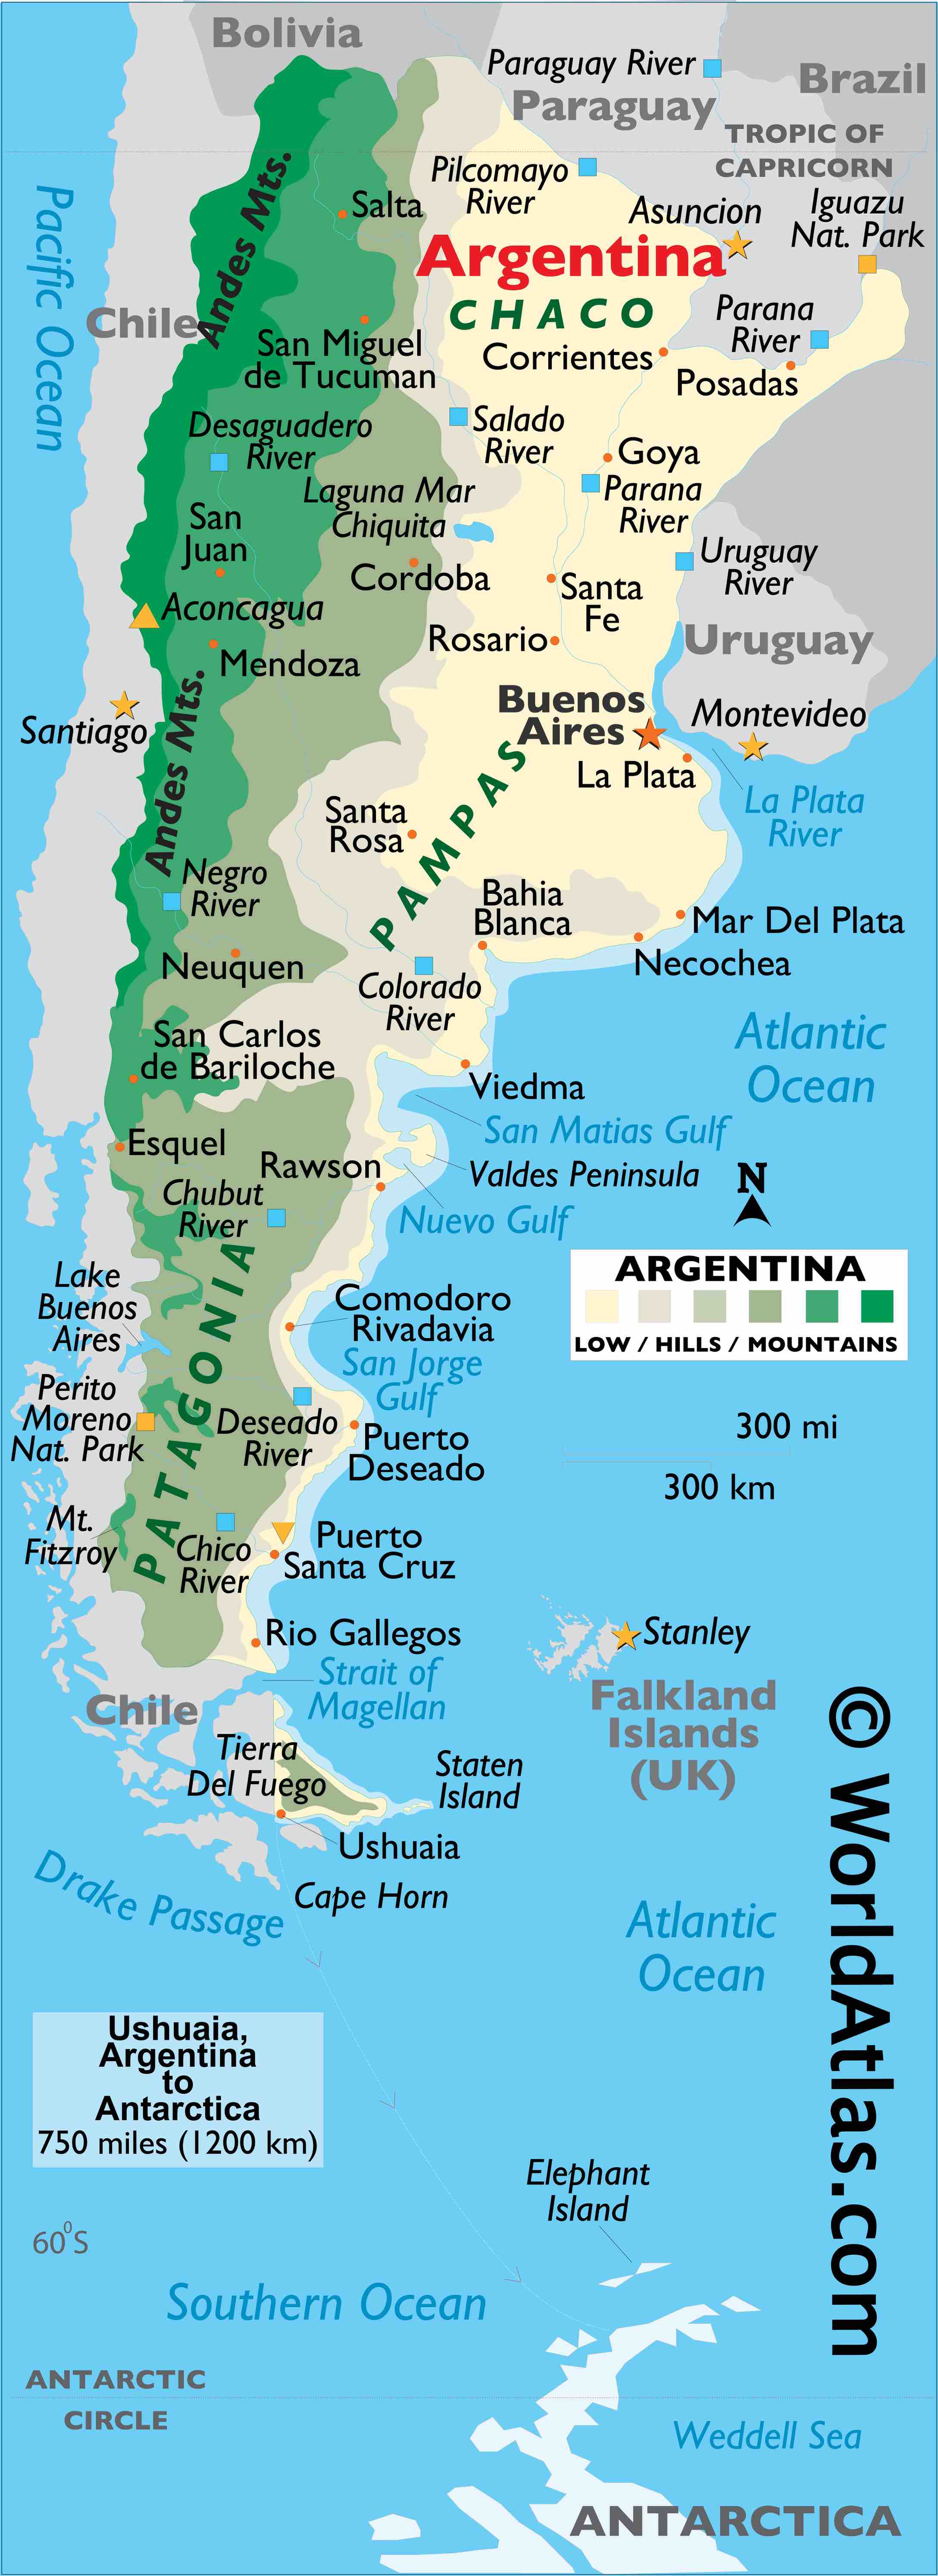 Bolivia
Paraguay River
Paraguay
Brazil
TROPIC OF
CAPRICORN
Pilcomayo
River
Asuncion
Iguazu
Nat. Park
Pacific Ocean
Andes Mts.
Salta
Argentina
CHACO
Chile
Parana
River
San Miguel
de Tucuman
Corrientes
Posadas
Desaguadero
River
Salado
River
Goya
Laguna Mar
Chiquita
Parana
River
San
Juan
Uruguay
River
Cordoba
Santa
Fe
Aconcagua
Rosario
Uruguay
Mendoza
Andes Mts.
Santiago
Buenos
Aires
Montevideo
La Plata
La Plata
River
PAMPAS
Santa
Rosa
Negro
River
Bahia
Blanca
Mar Del Plata
Neuquen
Necochea
Colorado
River
Atlantic
Ocean
San Carlos
de Bariloche
Viedma
San Matias Gulf
Esquel
Rawson
Valdes Peninsula
N
Chubut
River
Nuevo Gulf
PATAGONIA
ARGENTINA
LOW / HILLS / MOUNTAINS
Lake
Buenos
Aires
Comodoro
Rivadavia
San Jorge
Gulf
Perito
Moreno
Nat. Park
Deseado
River
Puerto
Deseado
300 mi
300 km
Mt.
Fitzroy
Chico
River
Puerto
Santa Cruz
Rio Gallegos
Stanley
Strait of
Magellan
Falkland
Islands
(UK)
Chile
Tierra
Del Fuego
Staten
Island
Ushuaia
Cape Horn
Drake Passage
Atlantic
Ocean
© WorldAtlas.com
Ushuaia,
Argentina
to
Antarctica
750 miles (1200 km)
Elephant
Island
60⁰S
Southern Ocean
ANTARCTIC
CIRCLE
Weddell Sea
ANTARCTICA